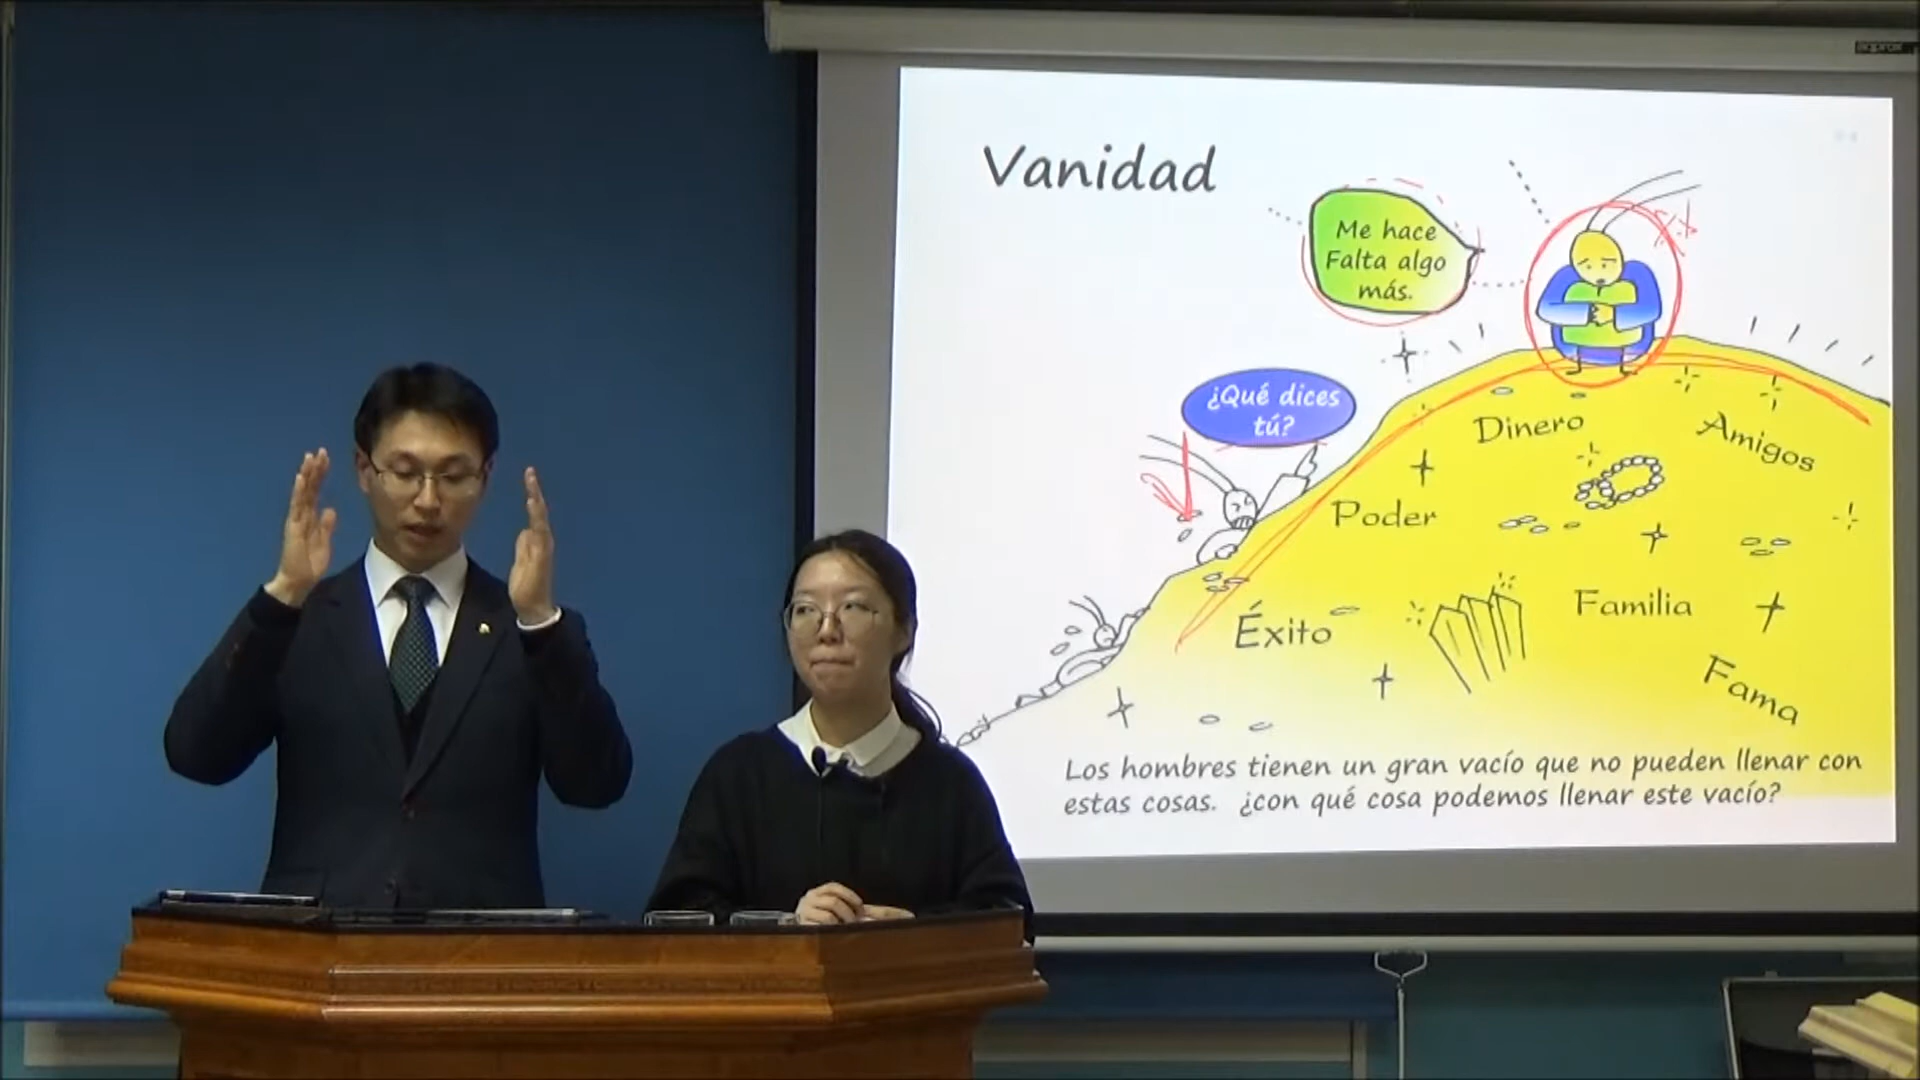 Vanidad
Me hace
Falta algo
más.
¿Qué dices
tú?
Dinero
Amigos
Poder
Éxito
Familia
Fama
Los hombres tienen un gran vacío que no pueden llenar con
estas cosas. ¿con qué cosa podemos llenar este vacío?